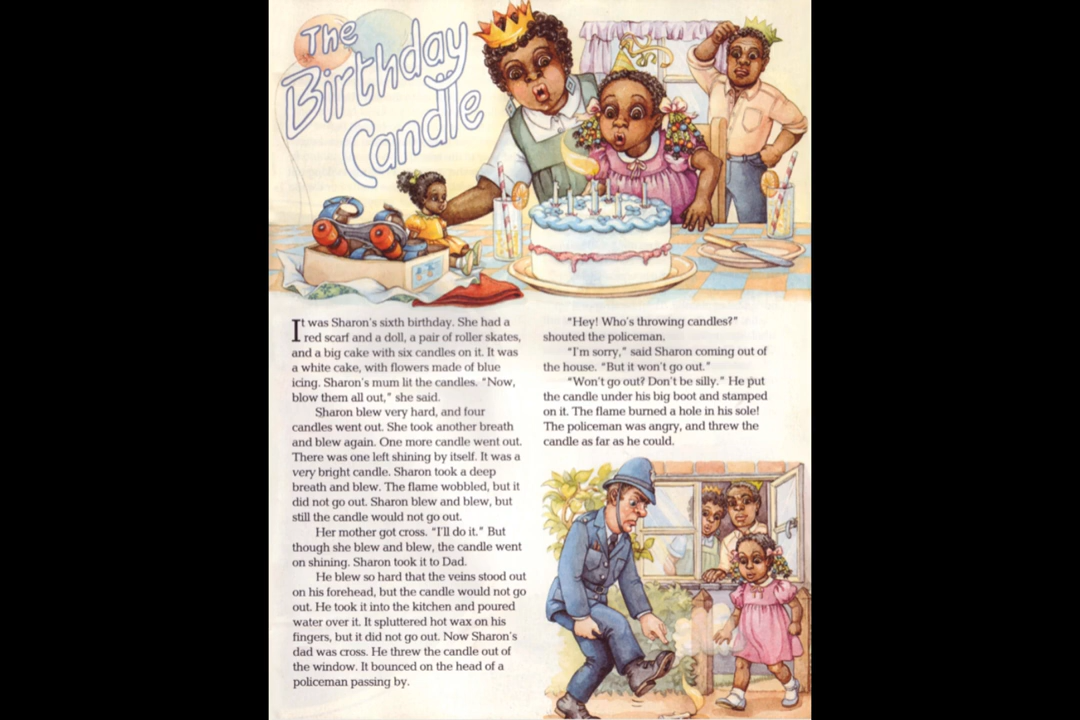 The
Birthday
Candle
It was Sharon's sixth birthday. She had a
red scarf and a doll, a pair of roller skates,
and a big cake with six candles on it. It was
a white cake, with flowers made of blue
icing. Sharon's mum lit the candles. "Now,
blow them all out," she said.
Sharon blew very hard, and four
candles went out. She took another breath
and blew again. One more candle went out.
There was one left shining by itself. It was a
very bright candle. Sharon took a deep
breath and blew. The flame wobbled, but it
did not go out. Sharon blew and blew, but
still the candle would not go out.
Her mother got cross. "I'll do it." But
though she blew and blew, the candle went
on shining. Sharon took it to Dad.
He blew so hard that the veins stood out
on his forehead, but the candle would not go
out. He took it into the kitchen and poured
water over it. It spluttered hot wax on his
fingers, but it did not go out. Now Sharon's
dad was cross. He threw the candle out of
the window. It bounced on the head of a
policeman passing by.
"Hey! Who's throwing candles?"
shouted the policeman.
"I'm sorry," said Sharon coming out of
the house. "But it won't go out."
"Won't go out? Don't be silly." He put
the candle under his big boot and stamped
on it. The flame burned a hole in his sole!
The policeman was angry, and threw the
candle as far as he could.